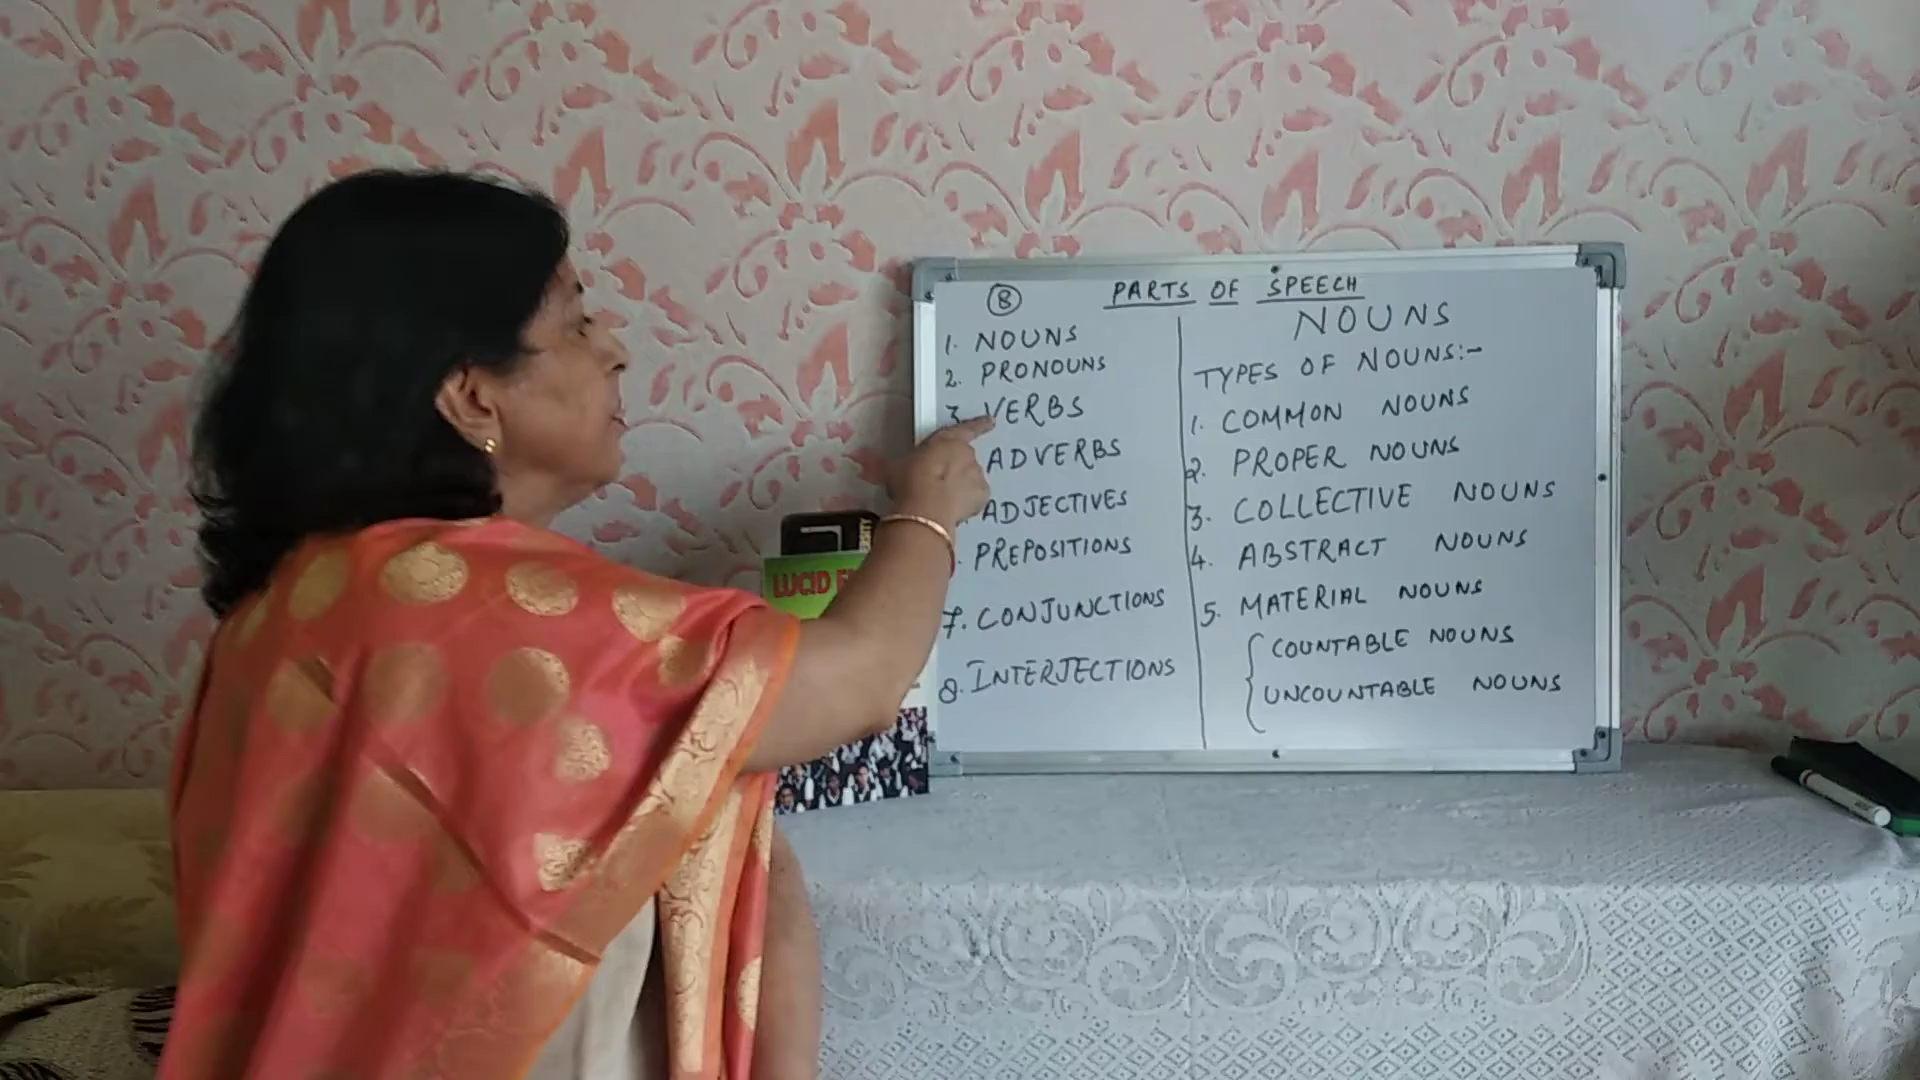 8 PARTS OF SPEECH
1. NOUNS
2. PRONOUNS
3. VERBS
ADVERBS
ADJECTIVES
PREPOSITIONS
7. CONJUNCTIONS
8. INTERJECTIONS
NOUNS
TYPES OF NOUNS:-
1. COMMON NOUNS
2. PROPER NOUNS
3. COLLECTIVE NOUNS
4. ABSTRACT NOUNS
5. MATERIAL NOUNS
COUNTABLE NOUNS
UNCOUNTABLE NOUNS
LUCID